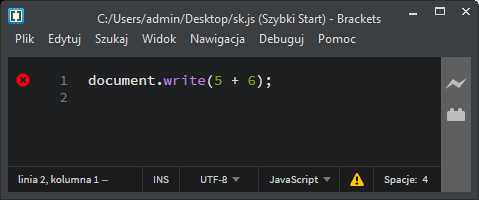 C:/Users/admin/Desktop/sk.js (Szybki Start) - Brackets
Plik Edytuj Szukaj Widok Nawigacja Debuguj Pomoc
1 document.write(5 + 6);
2
linia 2, kolumna 1 — INS UTF-8 JavaScript Spacje: 4